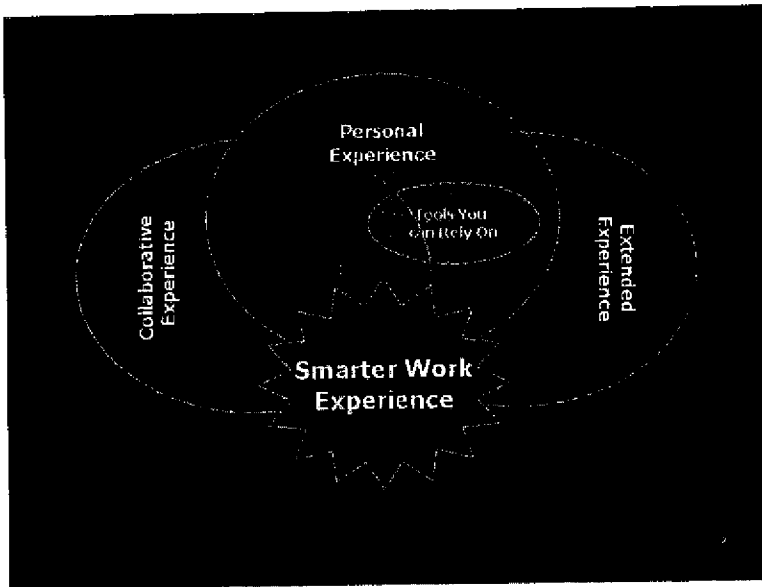 Personal
Experience
Tools You
Can Rely On
Collaborative
Experience
Extended
Experience
Smarter Work
Experience